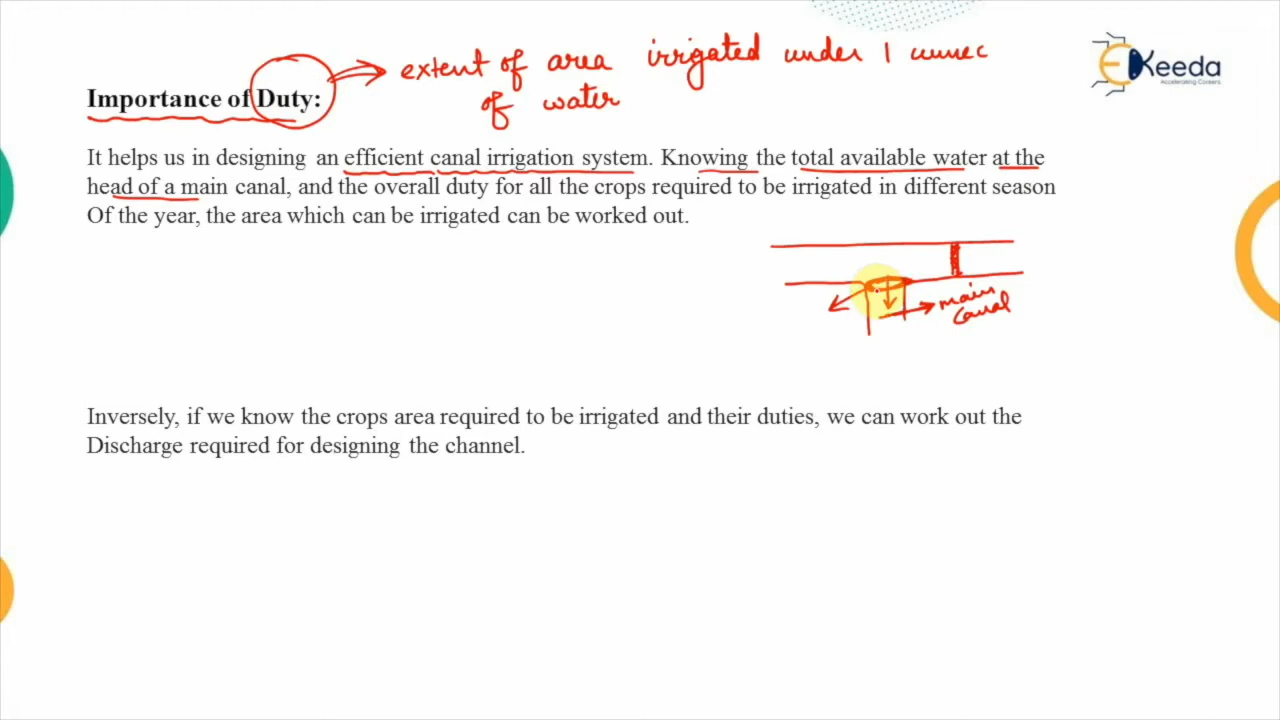 extent of area irrigated under 1 cumec
of water
Importance of Duty:
EKeeda
Accelerating Careers
It helps us in designing an efficient canal irrigation system. Knowing the total available water at the
head of a main canal, and the overall duty for all the crops required to be irrigated in different season
Of the year, the area which can be irrigated can be worked out.
main
canal
Inversely, if we know the crops area required to be irrigated and their duties, we can work out the
Discharge required for designing the channel.